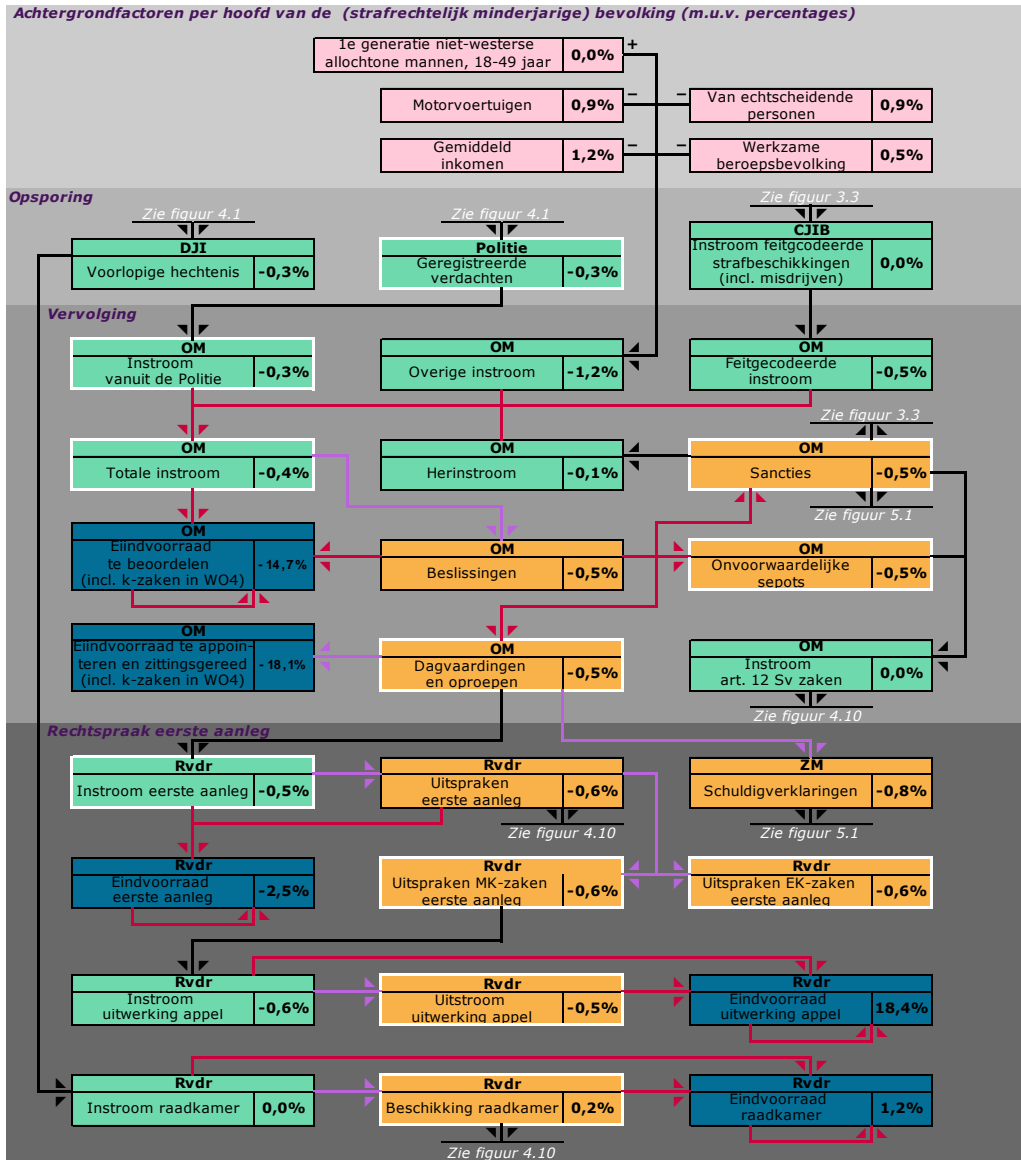 Achtergrondfactoren per hoofd van de (strafrechtelijk minderjarige) bevolking (m.u.v. percentages)
1e generatie niet-westerse
allochtone mannen, 18-49 jaar
0,0%
+
Motorvoertuigen
0,9%
–
–
Van echtscheidende
personen
0,9%
Gemiddeld
inkomen
1,2%
–
–
Werkzame
beroepsbevolking
0,5%
Opsporing
Zie figuur 4.1
Zie figuur 4.1
Zie figuur 3.3
DJI
Voorlopige hechtenis
-0,3%
Politie
Geregistreerde
verdachten
-0,3%
CJIB
Instroom feitgcodeerde
strafbeschikkingen
(incl. misdrijven)
0,0%
Vervolging
OM
Instroom
vanuit de Politie
-0,3%
OM
Overige instroom
-1,2%
OM
Feitgecodeerde
instroom
-0,5%
Zie figuur 3.3
OM
Totale instroom
-0,4%
OM
Herinstroom
-0,1%
OM
Sancties
-0,5%
Zie figuur 5.1
OM
Eiindvoorraad
te beoordelen
(incl. k-zaken in WO4)
-14,7%
OM
Beslissingen
-0,5%
OM
Onvoorwaardelijke
sepots
-0,5%
OM
Eiindvoorraad te appoin-
teren en zittingsgereed
(incl. k-zaken in WO4)
-18,1%
OM
Dagvaardingen
en oproepen
-0,5%
OM
Instroom
art. 12 Sv zaken
0,0%
Zie figuur 4.10
Rechtspraak eerste aanleg
Rvdr
Instroom eerste aanleg
-0,5%
Rvdr
Uitspraken
eerste aanleg
-0,6%
ZM
Schuldigverklaringen
-0,8%
Zie figuur 4.10
Zie figuur 5.1
Rvdr
Eindvoorraad
eerste aanleg
-2,5%
Rvdr
Uitspraken MK-zaken
eerste aanleg
-0,6%
Rvdr
Uitspraken EK-zaken
eerste aanleg
-0,6%
Rvdr
Instroom
uitwerking appel
-0,6%
Rvdr
Uitstroom
uitwerking appel
-0,5%
Rvdr
Eindvoorraad
uitwerking appel
18,4%
Rvdr
Instroom raadkamer
0,0%
Rvdr
Beschikking raadkamer
0,2%
Rvdr
Eindvoorraad
raadkamer
1,2%
Zie figuur 4.10